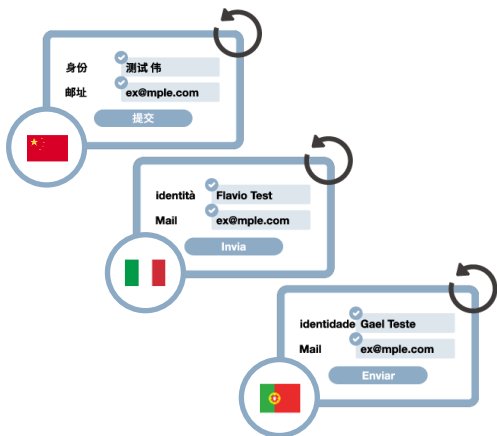 身份 测试 伟
邮址 ex@mple.com
提交
identità Flavio Test
Mail ex@mple.com
Invia
identidade Gael Teste
Mail ex@mple.com
Enviar